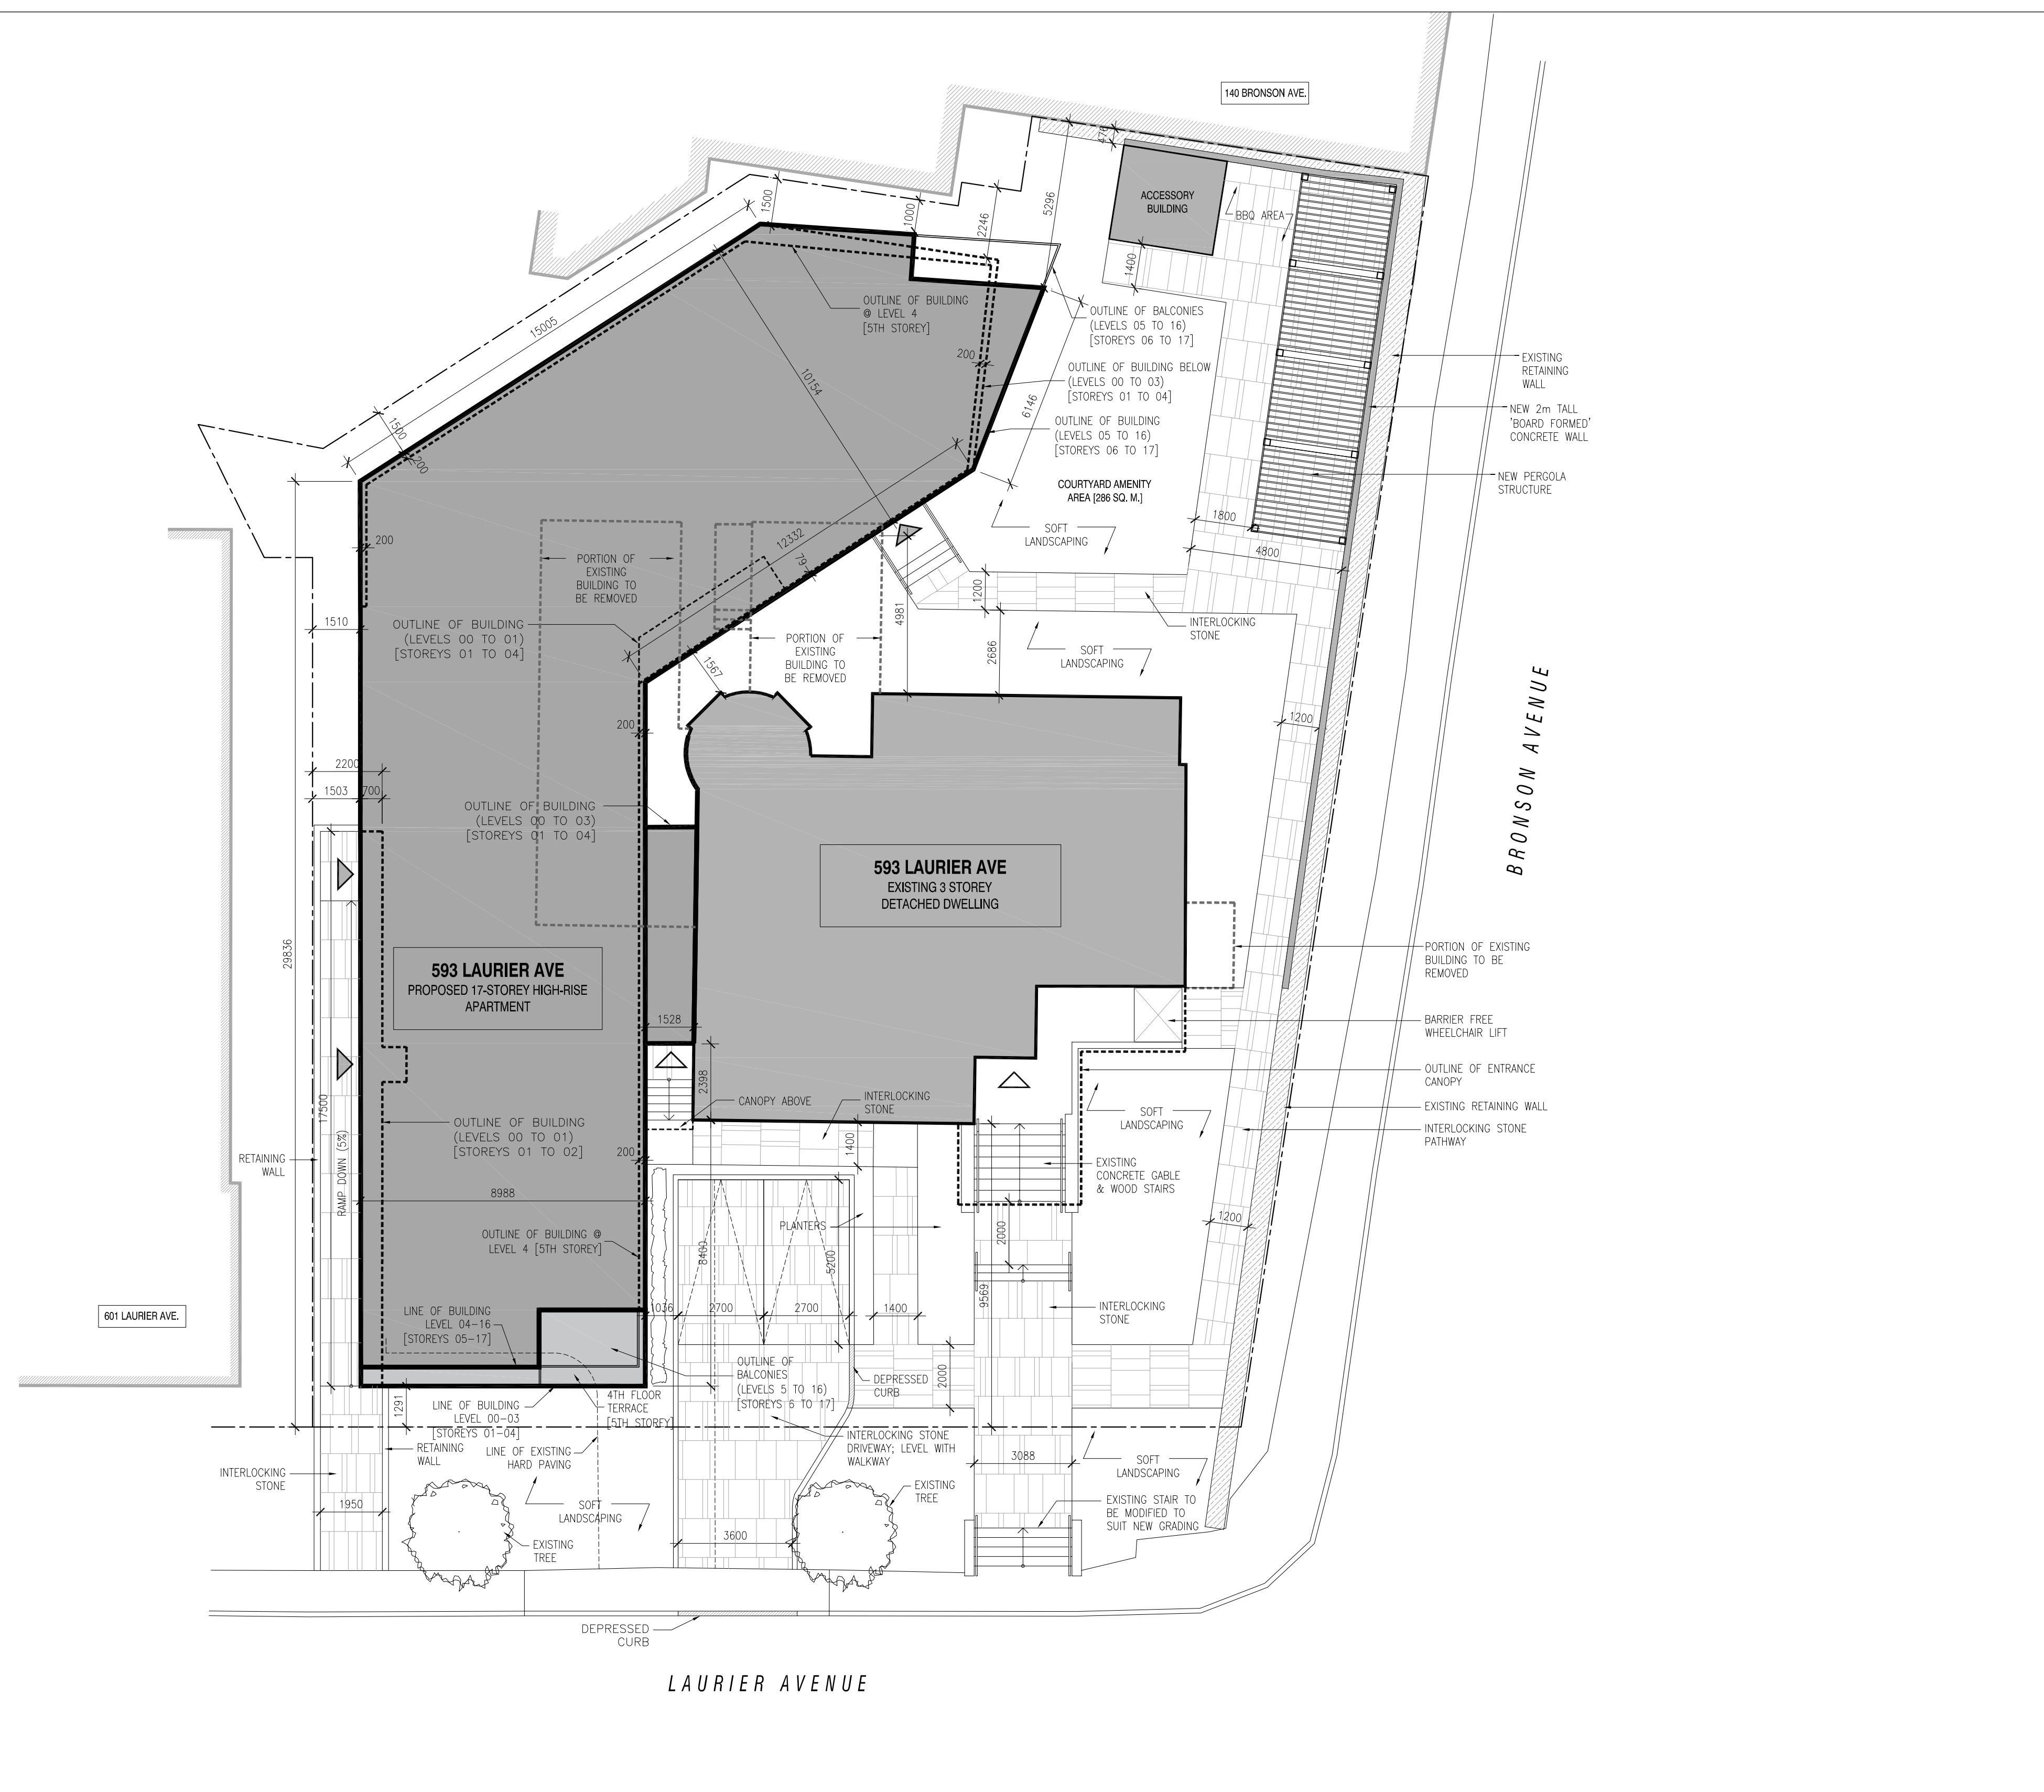 140 BRONSON AVE.
476
ACCESSORY
BUILDING
BBQ AREA
1500
1000
2246
5296
1400
15005
OUTLINE OF BUILDING
@ LEVEL 4
[5TH STOREY]
OUTLINE OF BALCONIES
(LEVELS 05 TO 16)
[STOREYS 06 TO 17]
200
10154
OUTLINE OF BUILDING BELOW
(LEVELS 00 TO 03)
[STOREYS 01 TO 04]
6146
EXISTING
RETAINING
WALL
OUTLINE OF BUILDING
(LEVELS 05 TO 16)
[STOREYS 06 TO 17]
NEW 2m TALL
'BOARD FORMED'
CONCRETE WALL
1500
200
NEW PERGOLA
STRUCTURE
COURTYARD AMENITY
AREA [286 SQ. M.]
1800
SOFT
LANDSCAPING
4800
200
12332
79
PORTION OF
EXISTING
BUILDING TO
BE REMOVED
1200
4981
1510
OUTLINE OF BUILDING
(LEVELS 00 TO 01)
[STOREYS 01 TO 04]
INTERLOCKING
STONE
PORTION OF
EXISTING
BUILDING TO
BE REMOVED
1567
2686
SOFT
LANDSCAPING
200
1200
BRONSON AVENUE
2200
1503
700
OUTLINE OF BUILDING
(LEVELS 00 TO 03)
[STOREYS 01 TO 04]
593 LAURIER AVE
EXISTING 3 STOREY
DETACHED DWELLING
29836
593 LAURIER AVE
PROPOSED 17-STOREY HIGH-RISE
APARTMENT
PORTION OF EXISTING
BUILDING TO BE
REMOVED
1528
BARRIER FREE
WHEELCHAIR LIFT
2398
OUTLINE OF ENTRANCE
CANOPY
17500
CANOPY ABOVE
INTERLOCKING
STONE
SOFT
LANDSCAPING
EXISTING RETAINING WALL
OUTLINE OF BUILDING
(LEVELS 00 TO 01)
[STOREYS 01 TO 02]
INTERLOCKING STONE
PATHWAY
RETAINING
WALL
RAMP DOWN (5%)
200
1400
EXISTING
CONCRETE GABLE
& WOOD STAIRS
8988
PLANTERS
1200
OUTLINE OF BUILDING @
LEVEL 4 [5TH STOREY]
8400
5200
2000
9569
601 LAURIER AVE.
LINE OF BUILDING
LEVEL 04-16
[STOREYS 05-17]
1036
2700
2700
1400
INTERLOCKING
STONE
OUTLINE OF
BALCONIES
(LEVELS 5 TO 16)
[STOREYS 6 TO 17]
DEPRESSED
CURB
2000
1291
LINE OF BUILDING
LEVEL 00-03
[STOREYS 01-04]
4TH FLOOR
TERRACE
[5TH STOREY]
RETAINING
WALL
LINE OF EXISTING
HARD PAVING
INTERLOCKING STONE
DRIVEWAY; LEVEL WITH
WALKWAY
3088
SOFT
LANDSCAPING
INTERLOCKING
STONE
1950
SOFT
LANDSCAPING
EXISTING
TREE
EXISTING STAIR TO
BE MODIFIED TO
SUIT NEW GRADING
EXISTING
TREE
3600
DEPRESSED
CURB
LAURIER AVENUE